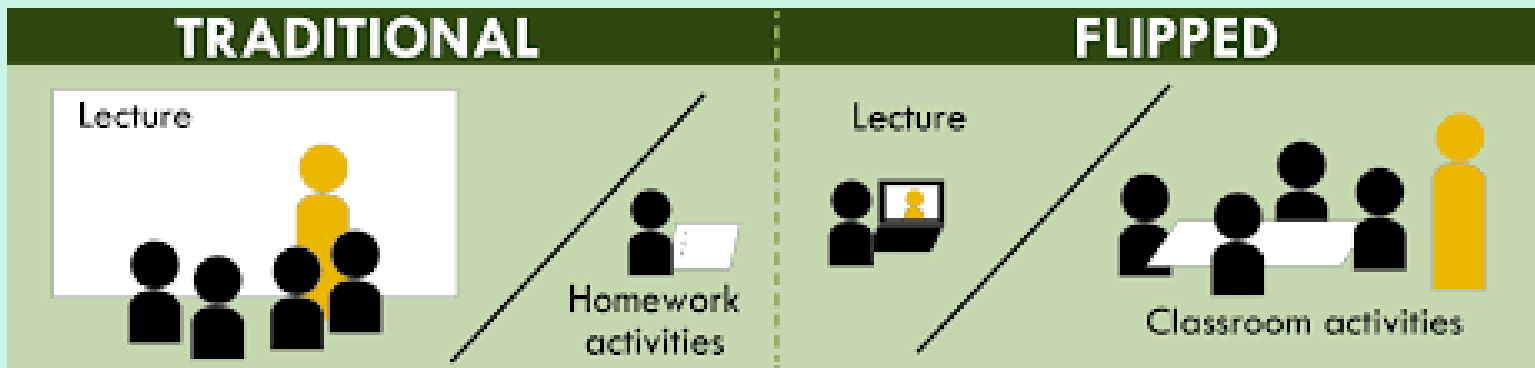 TRADITIONAL
Lecture
Homework
activities
FLIPPED
Lecture
Classroom activities